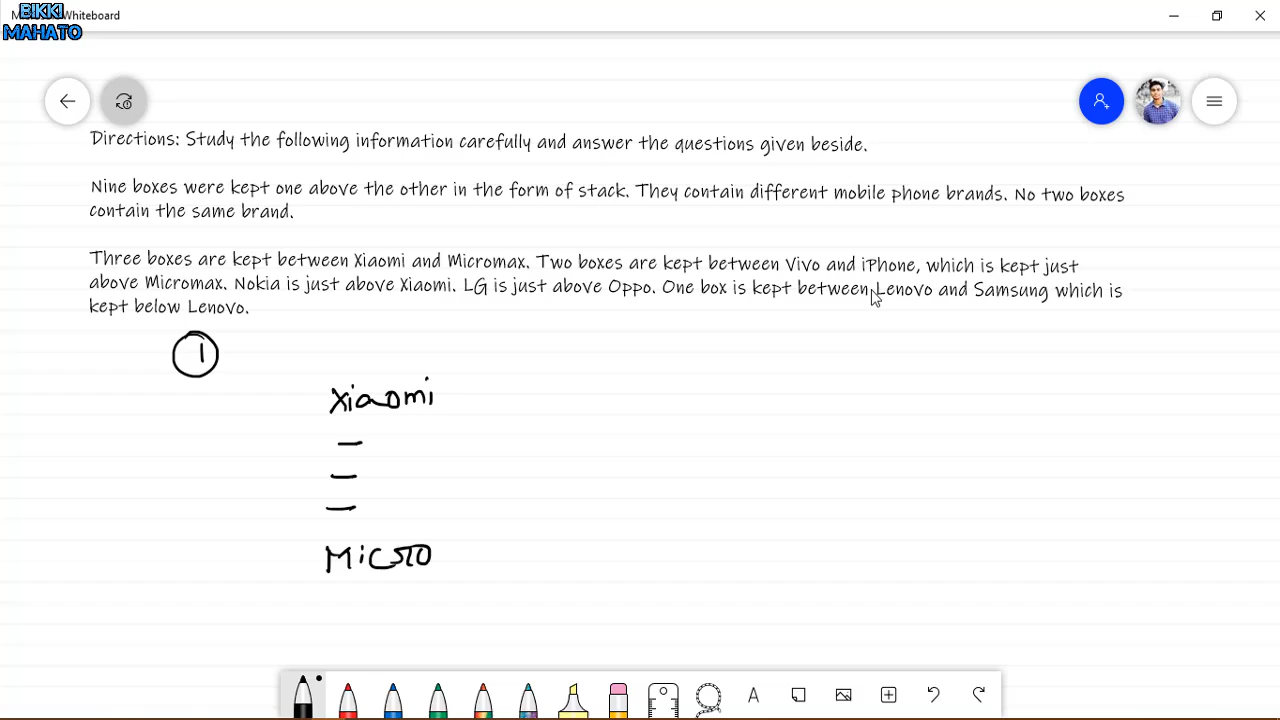 BIKKI
MAHATO
Whiteboard
Directions: Study the following information carefully and answer the questions given beside.
Nine boxes were kept one above the other in the form of stack. They contain different mobile phone brands. No two boxes
contain the same brand.
Three boxes are kept between Xiaomi and Micromax. Two boxes are kept between Vivo and iPhone, which is kept just
above Micromax. Nokia is just above Xiaomi. LG is just above Oppo. One box is kept between Lenovo and Samsung which is
kept below Lenovo.
1
Xiaomi
Micro
A